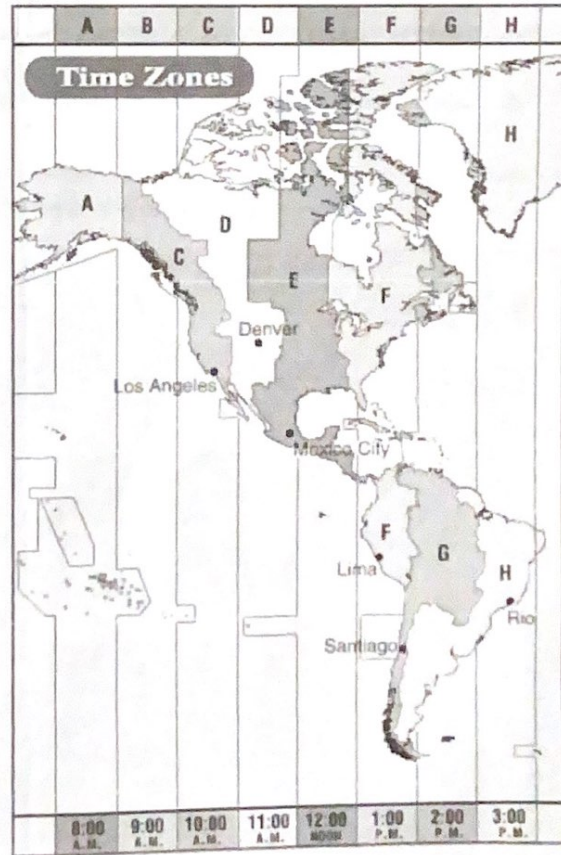 A B C D E F G H
Time Zones
H
A
D
C
E
F
Denver
Los Angeles
Mexico City
F
G
H
Lima
Rio
Santiago
8:00 9:00 10:00 11:00 12:00 1:00 2:00 3:00
A.M. A.M. A.M. A.M. NOON P.M. P.M. P.M.